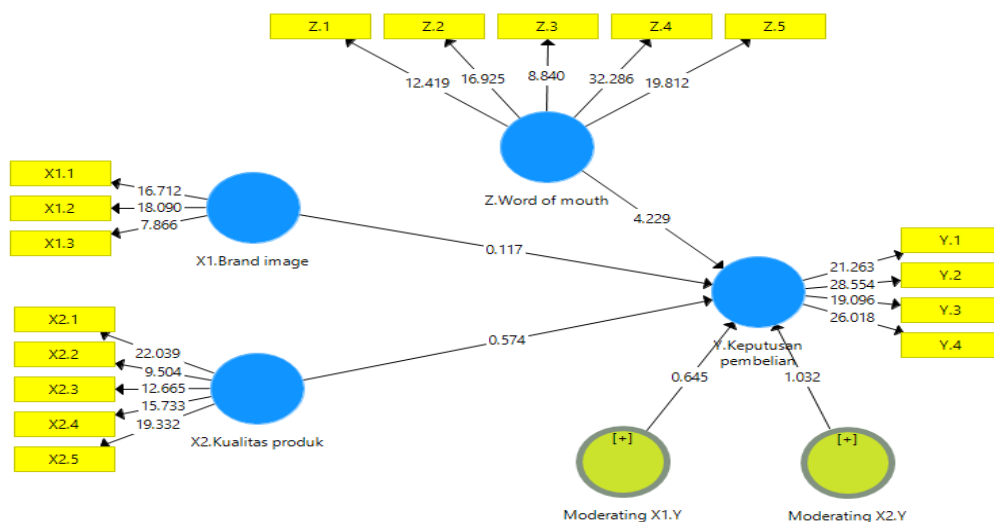 Z.1
Z.2
Z.3
Z.4
Z.5
12.419
16.925
8.840
32.286
19.812
Z.Word of mouth
X1.1
X1.2
X1.3
16.712
18.090
7.866
X1.Brand image
4.229
0.117
Y.1
Y.2
Y.3
Y.4
21.263
28.554
19.096
26.018
Y.Keputusan
pembelian
X2.1
X2.2
X2.3
X2.4
X2.5
22.039
9.504
12.665
15.733
19.332
X2.Kualitas produk
0.574
0.645
1.032
[+]
[+]
Moderating X1.Y
Moderating X2.Y